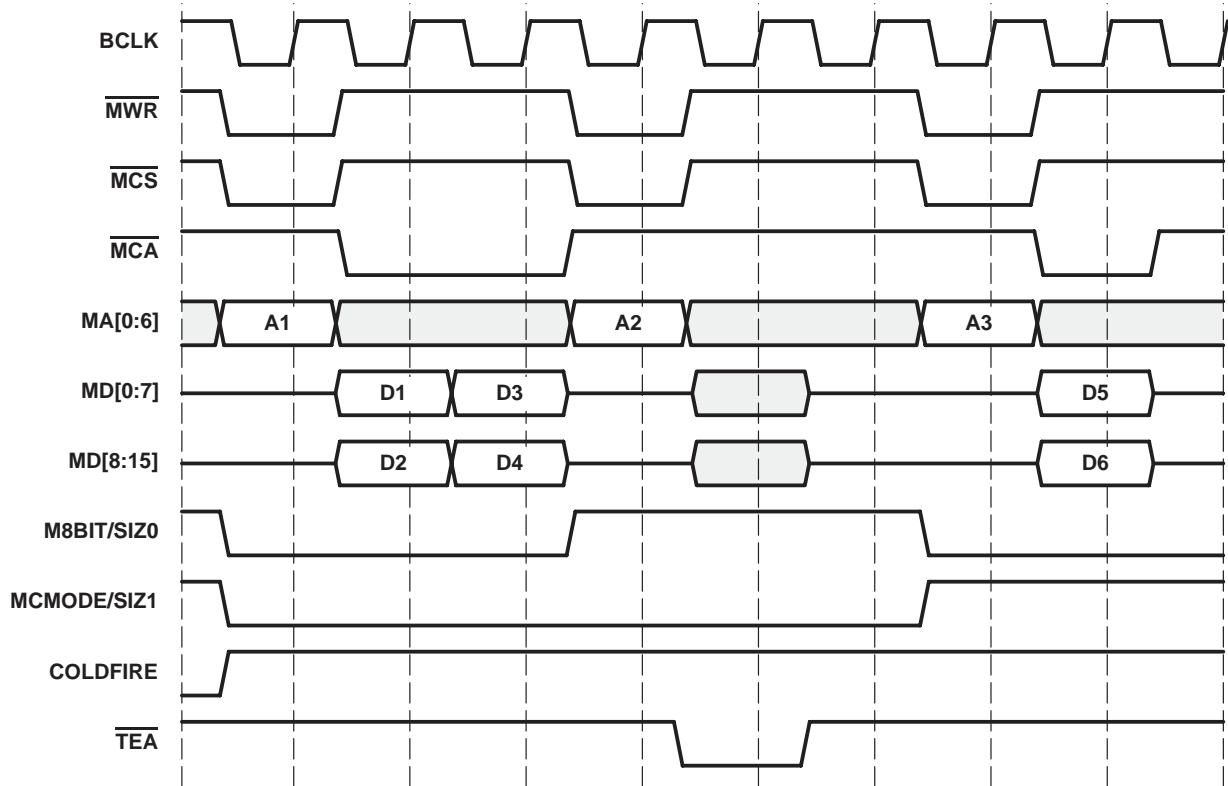 BCLK
MWR
MCS
MCA
MA[0:6] A1 A2 A3
MD[0:7] D1 D3 D5
MD[8:15] D2 D4 D6
M8BIT/SIZ0
MCMODE/SIZ1
COLDFIRE
TEA